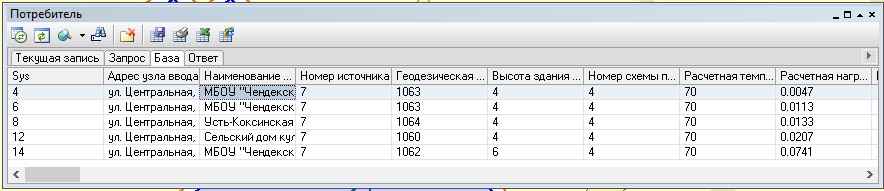 Потребитель
Текущая запись Запрос База Ответ
Sys Адрес узла ввода Наименование ... Номер источника Геодезическая ... Высота здания ... Номер схемы п... Расчетная темп... Расчетная нагр...
4 ул. Центральная, МБОУ "Чендекск 7 1063 4 4 70 0.0047
6 ул. Центральная, МБОУ "Чендекск 7 1063 4 4 70 0.0113
8 ул. Центральная, Усть-Коксинская 7 1064 4 4 70 0.0133
12 ул. Центральная, Сельский дом кул 7 1060 4 4 70 0.0207
14 ул. Центральная, МБОУ "Чендекск 7 1062 6 4 70 0.0741